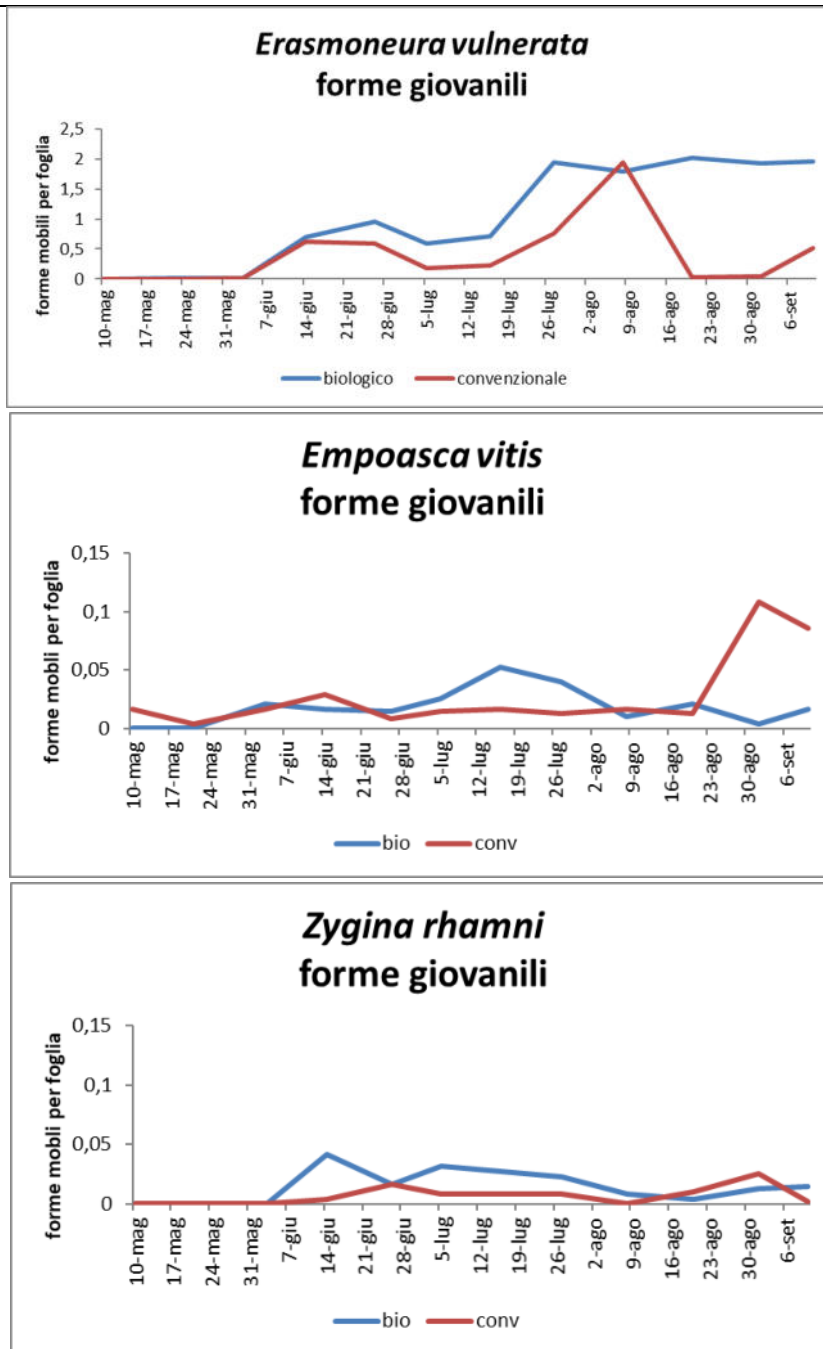 Erasmoneura vulnerata
forme giovanili
forme mobili per foglia
2,5
2
1,5
1
0,5
0
10-mag
17-mag
24-mag
31-mag
7-giu
14-giu
21-giu
28-giu
5-lug
12-lug
19-lug
26-lug
2-ago
9-ago
16-ago
23-ago
30-ago
6-set
biologico convenzionale
Empoasca vitis
forme giovanili
forme mobli per foglia
0,15
0,1
0,05
0
10-mag
17-mag
24-mag
31-mag
7-giu
14-giu
21-giu
28-giu
5-lug
12-lug
19-lug
26-lug
2-ago
9-ago
16-ago
23-ago
30-ago
6-set
bio conv
Zygina rhamni
forme giovanili
forme mobli per foglia
0,15
0,1
0,05
0
10-mag
17-mag
24-mag
31-mag
7-giu
14-giu
21-giu
28-giu
5-lug
12-lug
19-lug
26-lug
2-ago
9-ago
16-ago
23-ago
30-ago
6-set
bio conv